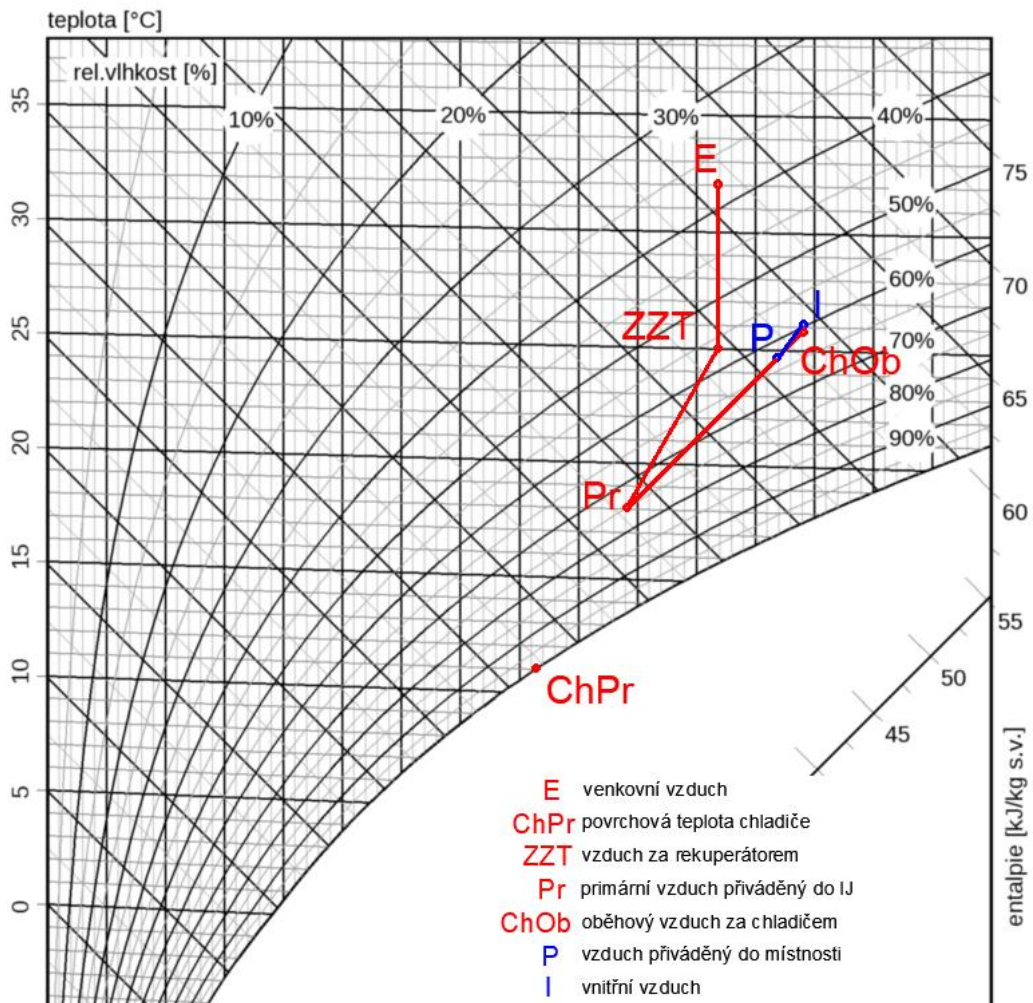 teplota [°C]
rel.vlhkost [%]
10%
20%
30%
40%
50%
60%
70%
80%
90%
35
30
25
20
15
10
5
0
75
70
65
60
55
50
45
entalpie [kJ/kg s.v.]
E
ZZT
P
I
ChOb
Pr
ChPr
E venkovní vzduch
ChPr povrchová teplota chladiče
ZZT vzduch za rekuperátorem
Pr primární vzduch přiváděný do IJ
ChOb oběhový vzduch za chladičem
P vzduch přiváděný do místnosti
I vnitřní vzduch